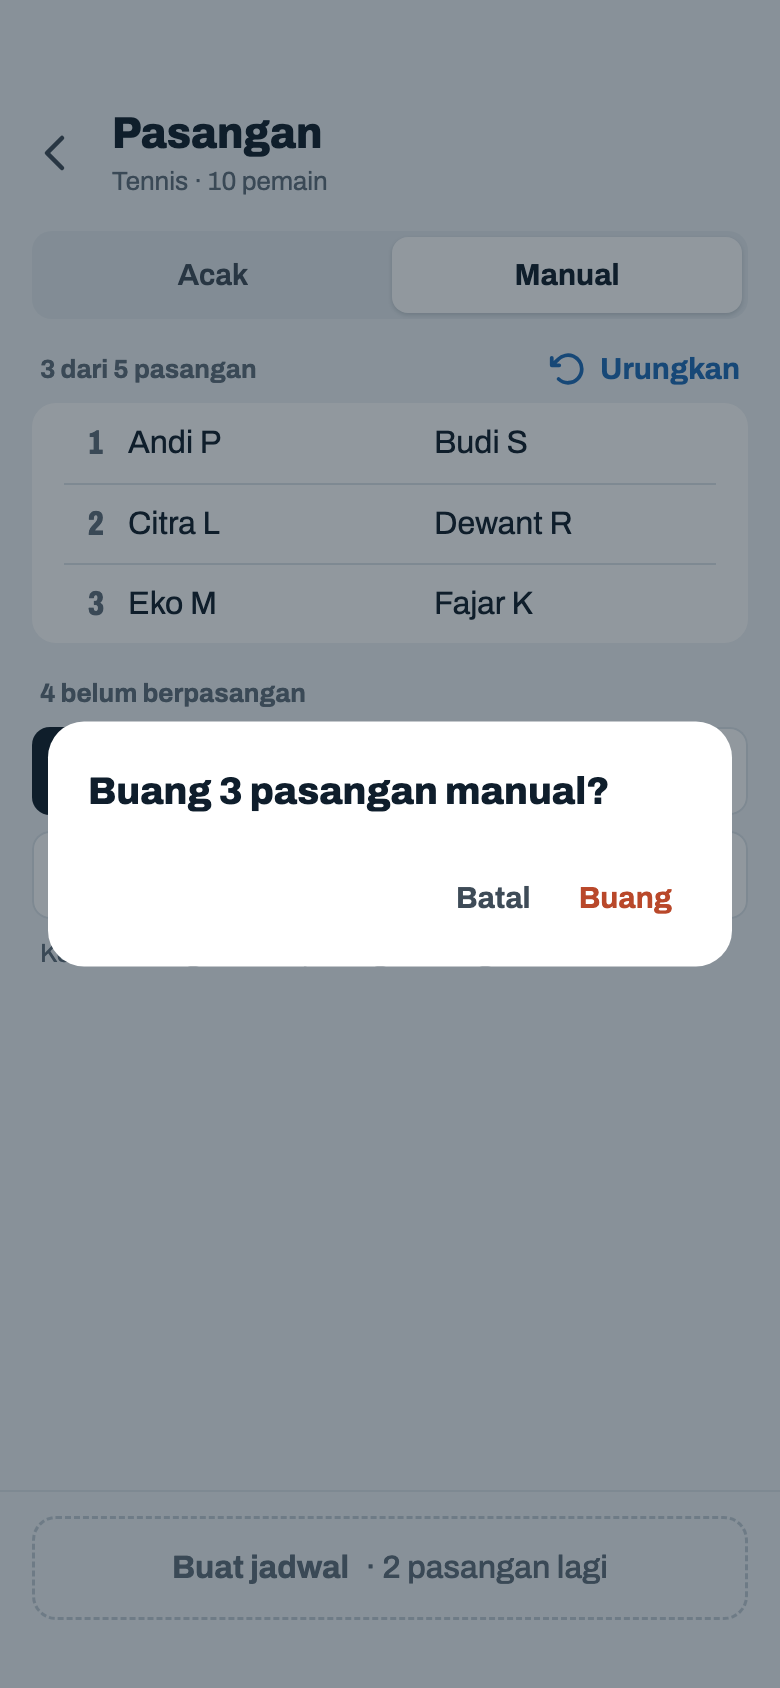 Pasangan
Tennis · 10 pemain
Acak
Manual
3 dari 5 pasangan
Urungkan
1 Andi P Budi S
2 Citra L Dewant R
3 Eko M Fajar K
4 belum berpasangan
Buang 3 pasangan manual?
Batal Buang
Buat jadwal · 2 pasangan lagi